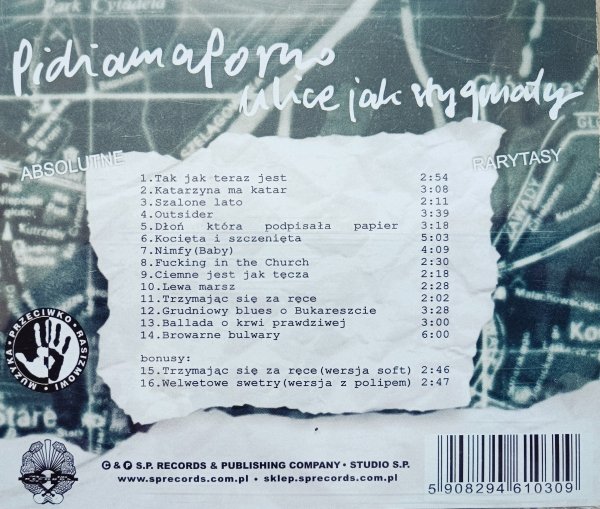 Park Cytadela
Pidżama Porno
Ulice jak stygmaty
ABSOLUTNE
RARYTASY
1.Tak jak teraz jest 2:54
2.Katarzyna ma katar 3:08
3.Szalone lato 2:11
4.Outsider 3:39
5.Dłoń która podpisała papier 3:18
6.Kocięta i szczenięta 5:03
7.Nimfy(Baby) 4:09
8.Fucking in the Church 2:30
9.Ciemne jest jak tęcza 2:18
10.Lewa marsz 2:28
11.Trzymając się za ręce 2:02
12.Grudniowy blues o Bukareszcie 3:28
13.Ballada o krwi prawdziwej 3:00
14.Browarne bulwary 6:00
bonusy:
15.Trzymając się za ręce(wersja soft) 2:46
16.Welwetowe swetry(wersja z polipem) 2:47
MUZYKA • PRZECIWKO • RASIZMOWI •
Stare
© & ℗ S.P. RECORDS & PUBLISHING COMPANY • STUDIO S.P.
www.sprecords.com.pl • sklep.sprecords.com.pl
5 908294 610309